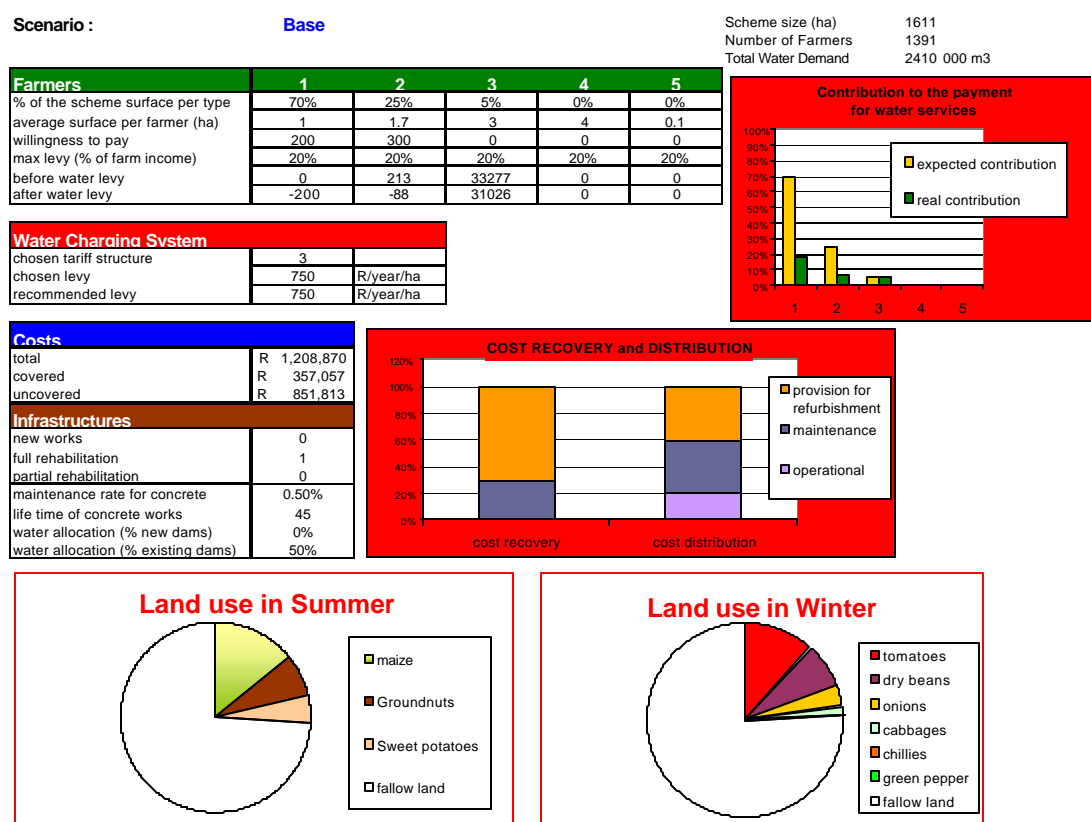 Scenario : Base
Scheme size (ha) 1611
Number of Farmers 1391
Total Water Demand 2410 000 m3
Farmers 1 2 3 4 5
% of the scheme surface per type 70% 25% 5% 0% 0%
average surface per farmer (ha) 1 1.7 3 4 0.1
willingness to pay 200 300 0 0 0
max levy (% of farm income) 20% 20% 20% 20% 20%
before water levy 0 213 33277 0 0
after water levy -200 -88 31026 0 0
Contribution to the payment
for water services
100%
90%
80%
70%
60%
50%
40%
30%
20%
10%
0%
1 2 3 4 5
expected contribution
real contribution
Water Charging System
chosen tariff structure 3
chosen levy 750 R/year/ha
recommended levy 750 R/year/ha
Costs
total R 1,208,870
covered R 357,057
uncovered R 851,813
Infrastructures
new works 0
full rehabilitation 1
partial rehabilitation 0
maintenance rate for concrete 0.50%
life time of concrete works 45
water allocation (% new dams) 0%
water allocation (% existing dams) 50%
COST RECOVERY and DISTRIBUTION
120%
100%
80%
60%
40%
20%
0%
cost recovery cost distribution
provision for
refurbishment
maintenance
operational
Land use in Summer
maize
Groundnuts
Sweet potatoes
fallow land
Land use in Winter
tomatoes
dry beans
onions
cabbages
chillies
green pepper
fallow land